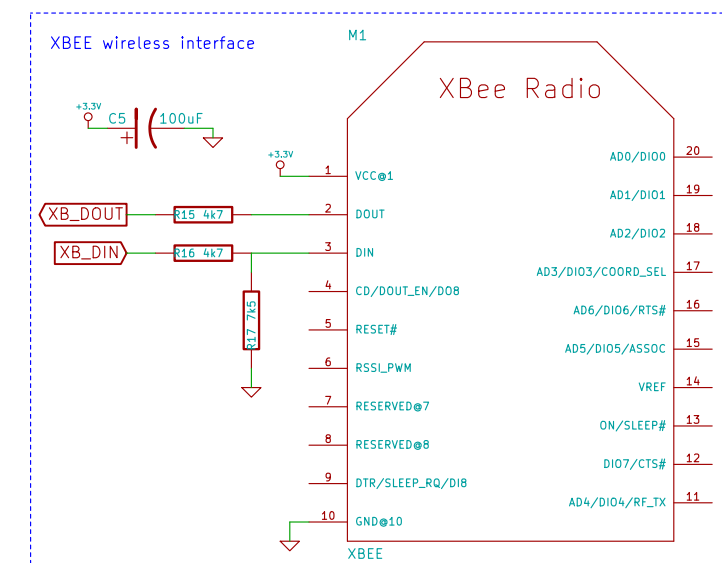 M1
XBEE wireless interface
XBee Radio
+3.3V
C5
100uF
+
+3.3V
1
VCC@1
XB_DOUT
R15 4k7
2
DOUT
XB_DIN
R16 4k7
3
DIN
R17 7k5
4
CD/DOUT_EN/DO8
5
RESET#
6
RSSI_PWM
7
RESERVED@7
8
RESERVED@8
9
DTR/SLEEP_RQ/DI8
10
GND@10
AD0/DIO0
20
AD1/DIO1
19
AD2/DIO2
18
AD3/DIO3/COORD_SEL
17
AD6/DIO6/RTS#
16
AD5/DIO5/ASSOC
15
VREF
14
ON/SLEEP#
13
DIO7/CTS#
12
AD4/DIO4/RF_TX
11
XBEE